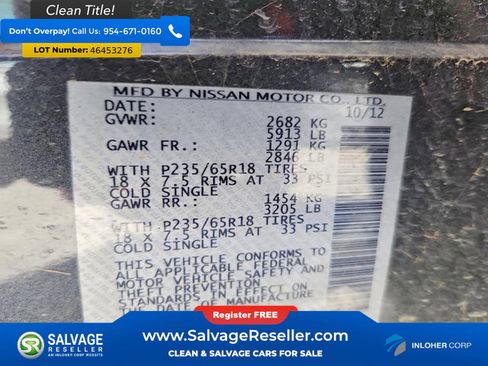 Clean Title!
Don't Overpay! Call Us: 954-671-0160
LOT Number: 46453276
MFD BY NISSAN MOTOR CO., LTD.
DATE: 10/12
GVWR: 2682 KG
5913 LB
GAWR FR.: 1291 KG
2846 LB
WITH P235/65R18 TIRES
18 X 7.5 RIMS AT 33 PSI
COLD SINGLE
GAWR RR.: 1454 KG
3205 LB
WITH P235/65R18 TIRES
18 X 7.5 RIMS AT 33 PSI
COLD SINGLE
THIS VEHICLE CONFORMS TO
ALL APPLICABLE FEDERAL
MOTOR VEHICLE SAFETY AND
THEFT PREVENTION
STANDARDS IN EFFECT ON
THE DATE OF MANUFACTURE
Register FREE
SALVAGE
RESELLER
AN INLOHER CORP WEBSITE
www.SalvageReseller.com
CLEAN & SALVAGE CARS FOR SALE
INLOHER CORP